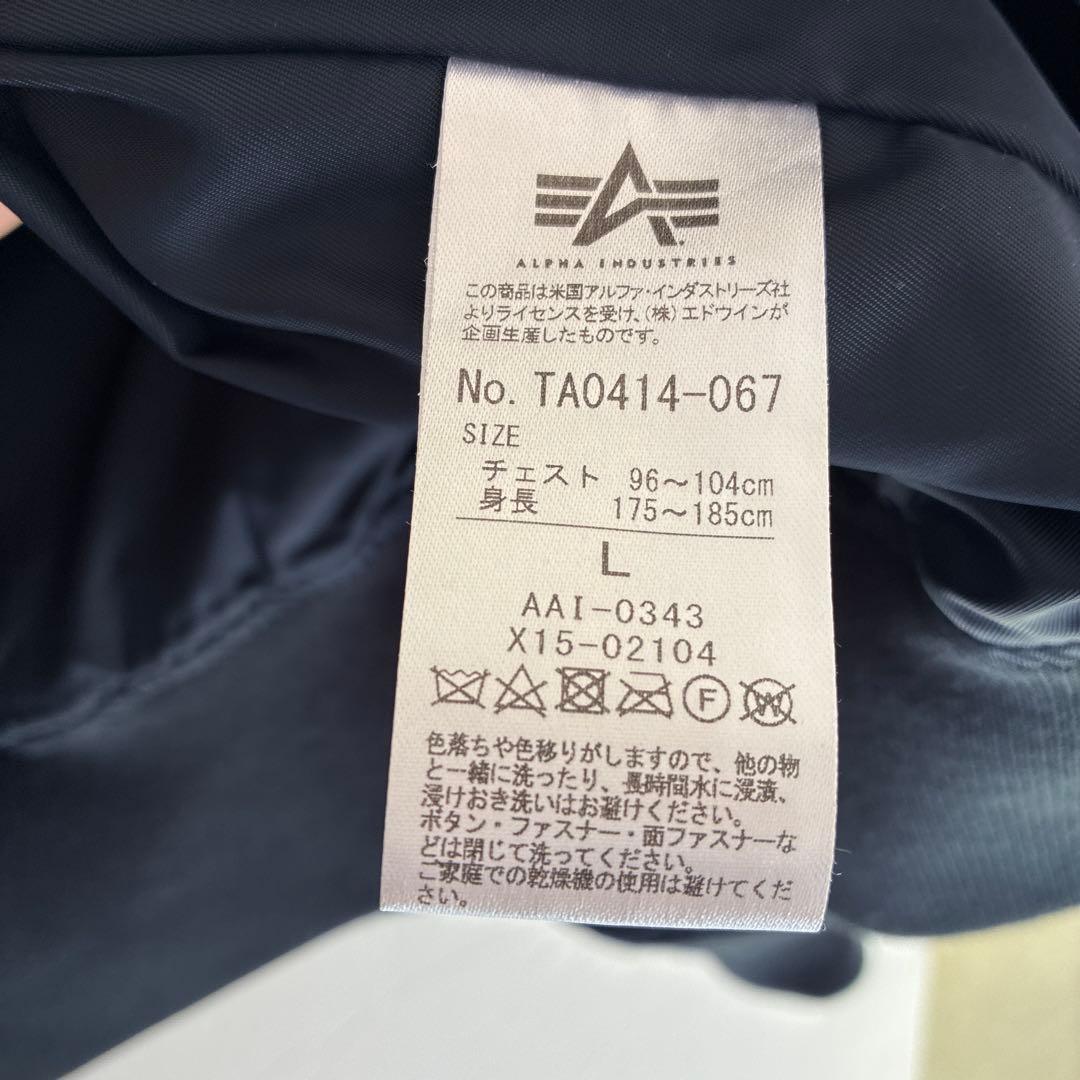 ALPHA INDUSTRIES
この商品は米国アルファ・インダストリーズ社
よりライセンスを受け、(株)エドウインが
企画生産したものです。
No. TA0414-067
SIZE
チェスト 96～104cm
身長 175～185cm
L
AAI-0343
X15-02104
F W
色落ちや色移りがしますので、他の物
と一緒に洗ったり、長時間水に浸漬、
浸けおき洗いはお避けください。
ボタン・ファスナー・面ファスナーな
どは閉じて洗ってください。
ご家庭での乾燥機の使用は避けてくだ
さい。